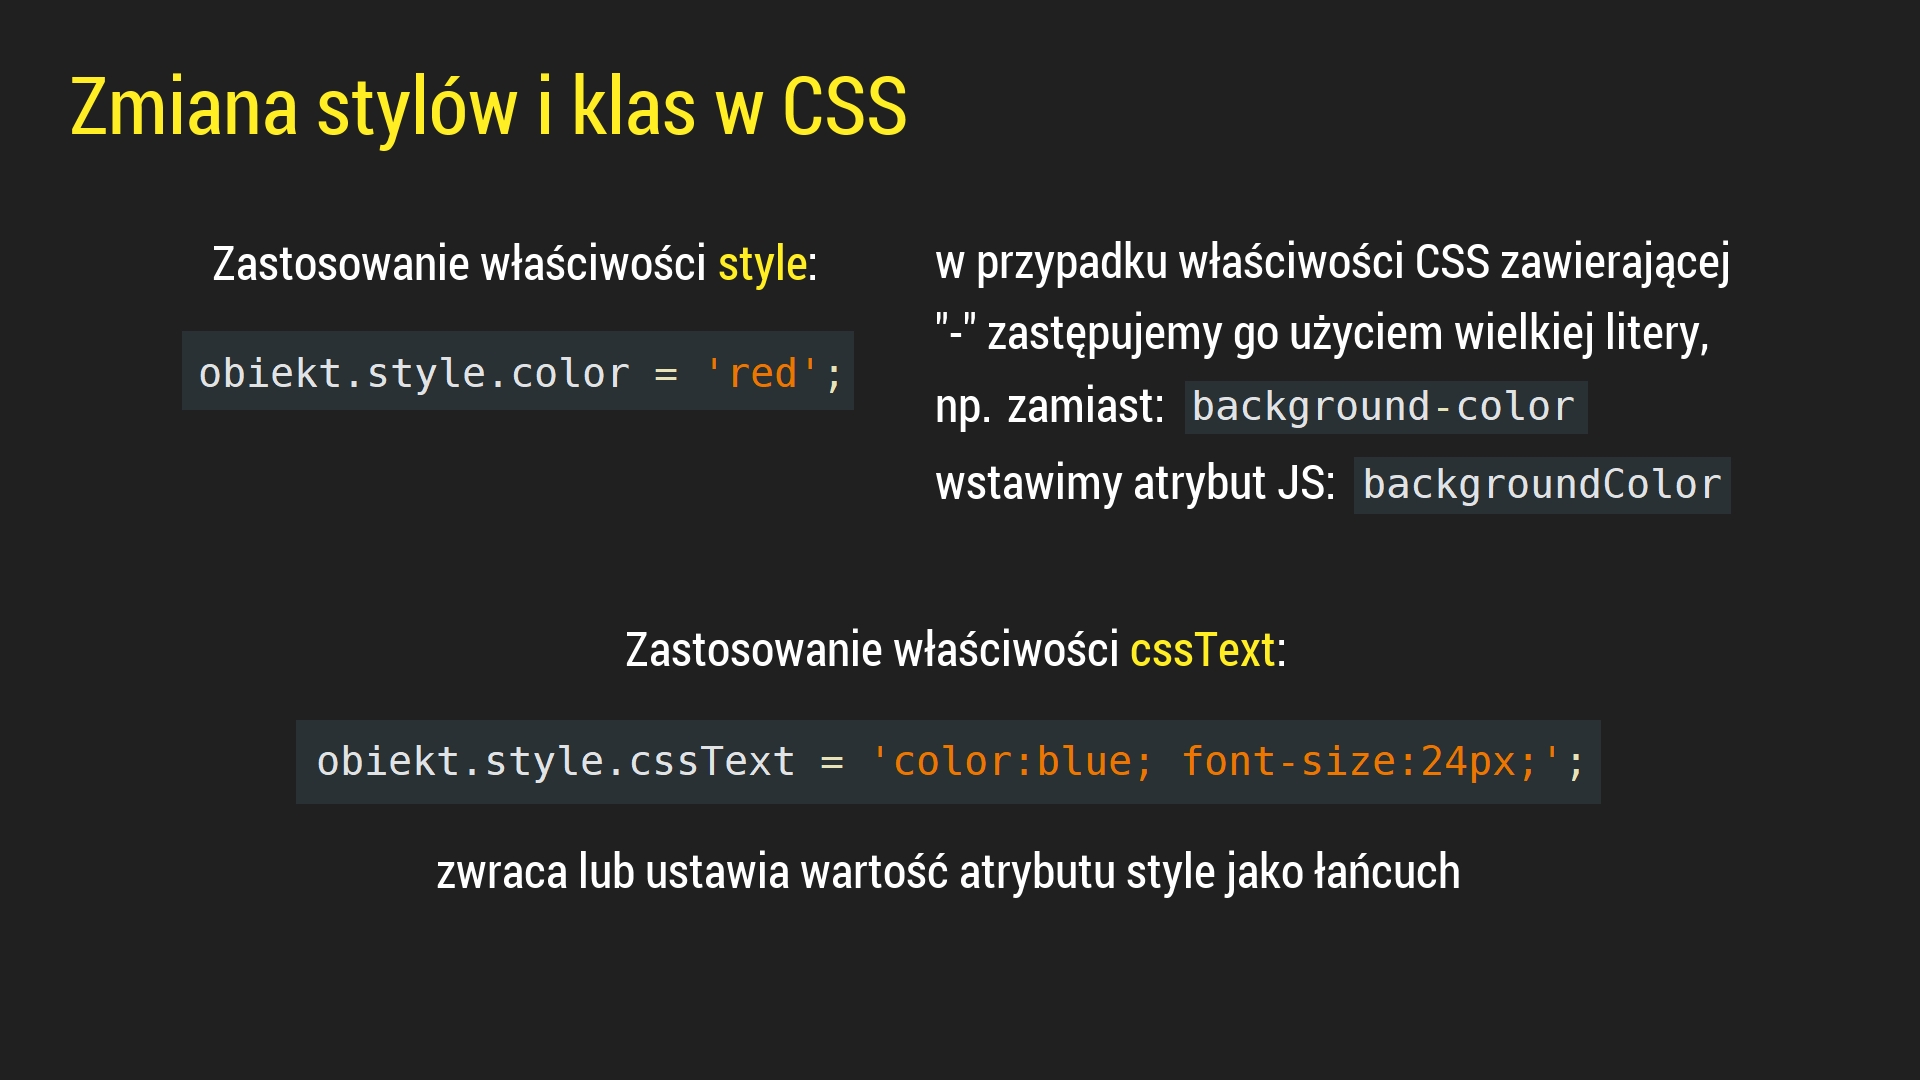 Zmiana stylów i klas w CSS
Zastosowanie właściwości style:
obiekt.style.color = 'red';
w przypadku właściwości CSS zawierającej
"-" zastępujemy go użyciem wielkiej litery,
np. zamiast: background-color
wstawimy atrybut JS: backgroundColor
Zastosowanie właściwości cssText:
obiekt.style.cssText = 'color:blue; font-size:24px;';
zwraca lub ustawia wartość atrybutu style jako łańcuch